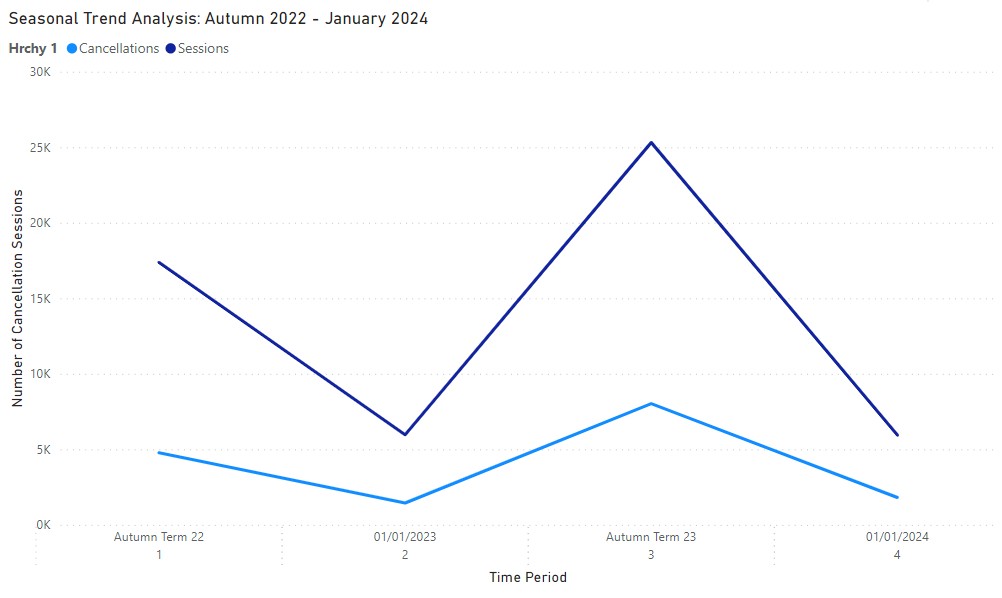 Seasonal Trend Analysis: Autumn 2022 - January 2024
Hrchy 1 Cancellations Sessions
30K
25K
20K
15K
10K
5K
0K
Number of Cancellation Sessions
Autumn Term 22 01/01/2023 Autumn Term 23 01/01/2024
1 2 3 4
Time Period